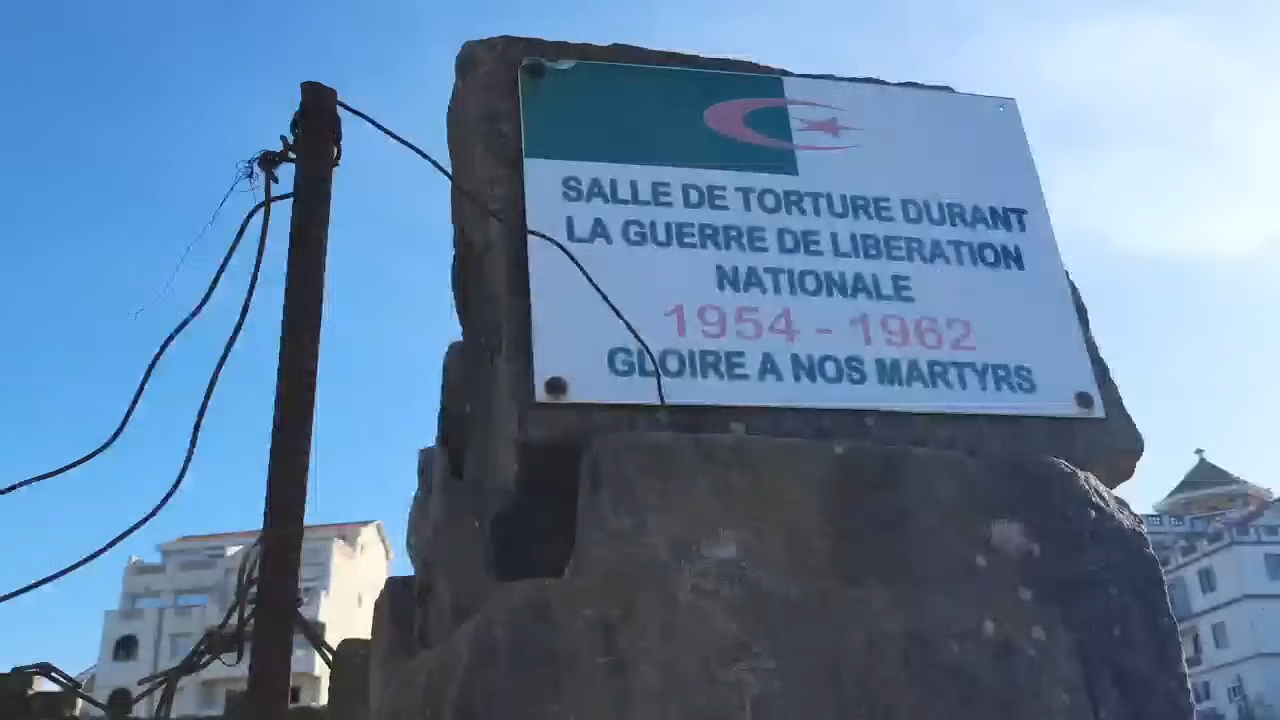 SALLE DE TORTURE DURANT
LA GUERRE DE LIBERATION
NATIONALE
1954 - 1962
GLOIRE A NOS MARTYRS